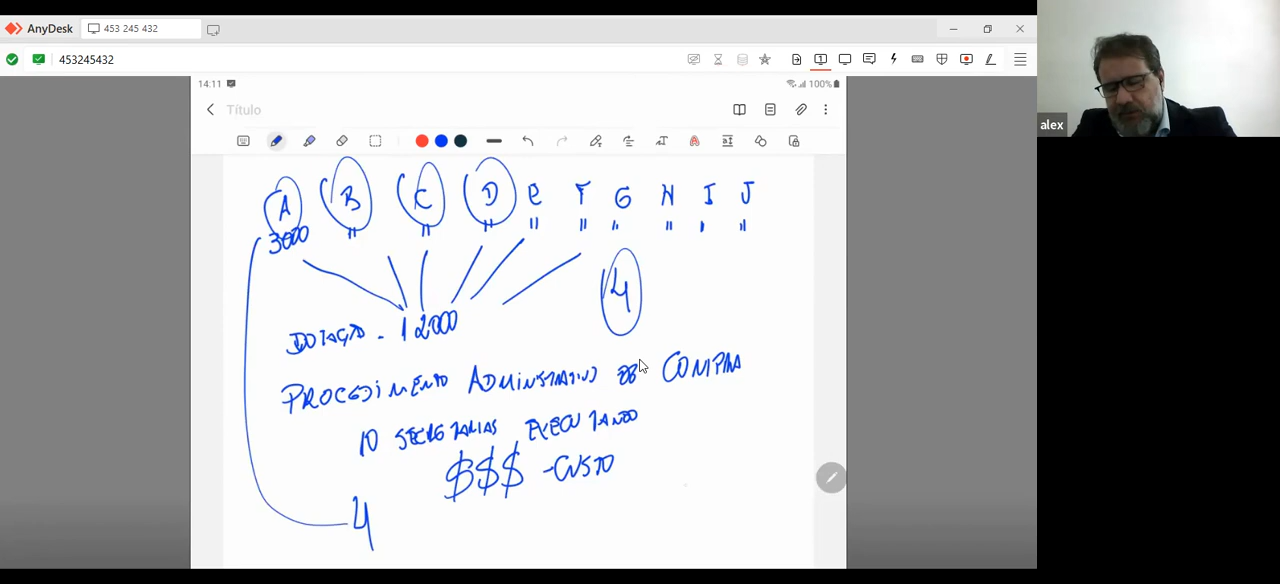 AnyDesk
453 245 432
453245432
14:11
100%
Título
alex
A B C D E F G H I J
3000 " " " " " " " " "
4
DOTAÇÃO - 12000
PROCEDIMENTO ADMINISTRATIVO DE COMPRA
10 SECRETARIAS EXECUTANDO
$$$ - CUSTO
4